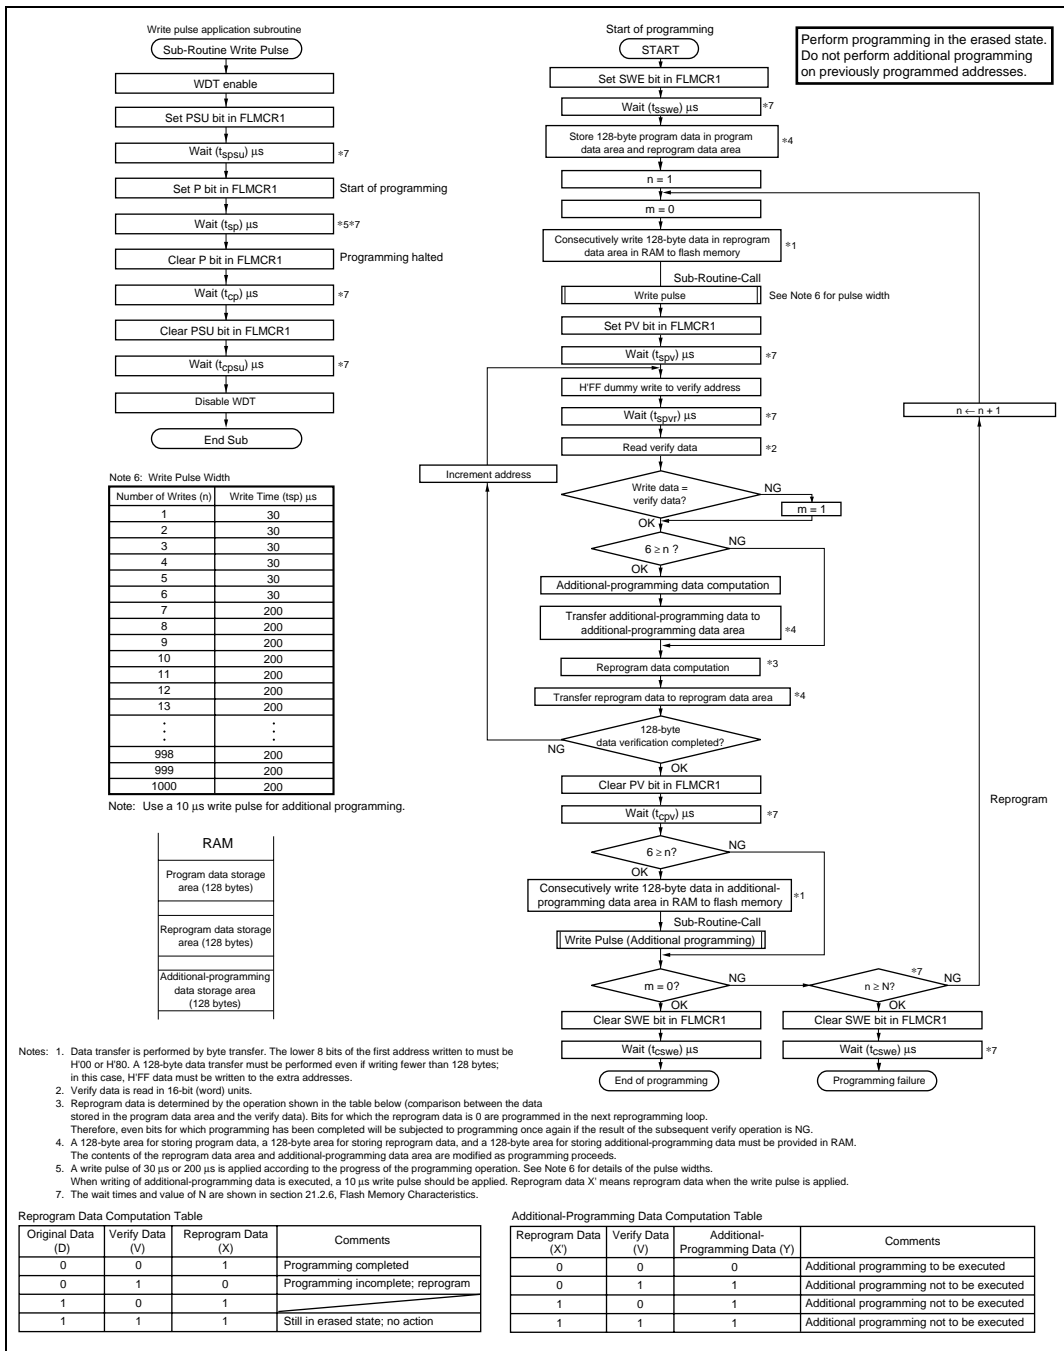 Write pulse application subroutine
Sub-Routine Write Pulse
WDT enable
Set PSU bit in FLMCR1
Wait (tspsu) μs
*7
Set P bit in FLMCR1
Start of programming
Wait (tsp) μs
*5*7
Clear P bit in FLMCR1
Programming halted
Wait (tcp) μs
*7
Clear PSU bit in FLMCR1
Wait (tcpsu) μs
*7
Disable WDT
End Sub
Note 6: Write Pulse Width
Number of Writes (n) Write Time (tsp) μs
1 30
2 30
3 30
4 30
5 30
6 30
7 200
8 200
9 200
10 200
11 200
12 200
13 200
998 200
999 200
1000 200
Note: Use a 10 μs write pulse for additional programming.
RAM
Program data storage
area (128 bytes)
Reprogram data storage
area (128 bytes)
Additional-programming
data storage area
(128 bytes)
Start of programming
START
Perform programming in the erased state.
Do not perform additional programming
on previously programmed addresses.
Set SWE bit in FLMCR1
Wait (tsswe) μs
*7
Store 128-byte program data in program
data area and reprogram data area
*4
n = 1
m = 0
Consecutively write 128-byte data in reprogram
data area in RAM to flash memory
*1
Sub-Routine-Call
Write pulse
See Note 6 for pulse width
Set PV bit in FLMCR1
Wait (tspv) μs
*7
H'FF dummy write to verify address
n ← n + 1
Wait (tspvr) μs
*7
Read verify data
*2
Increment address
Write data =
verify data?
NG
m = 1
OK
6 ≥ n ?
NG
OK
Additional-programming data computation
Transfer additional-programming data to
additional-programming data area
*4
Reprogram data computation
*3
Transfer reprogram data to reprogram data area
*4
128-byte
data verification completed?
NG
OK
Clear PV bit in FLMCR1
Reprogram
Wait (tcpv) μs
*7
6 ≥ n?
NG
OK
Consecutively write 128-byte data in additional-
programming data area in RAM to flash memory
*1
Sub-Routine-Call
Write Pulse (Additional programming)
m = 0?
NG
n ≥ N?
*7
NG
OK
OK
Clear SWE bit in FLMCR1
Clear SWE bit in FLMCR1
Wait (tcswe) μs
Wait (tcswe) μs
*7
End of programming
Programming failure
Notes: 1. Data transfer is performed by byte transfer. The lower 8 bits of the first address written to must be
H'00 or H'80. A 128-byte data transfer must be performed even if writing fewer than 128 bytes;
in this case, H'FF data must be written to the extra addresses.
2. Verify data is read in 16-bit (word) units.
3. Reprogram data is determined by the operation shown in the table below (comparison between the data
stored in the program data area and the verify data). Bits for which the reprogram data is 0 are programmed in the next reprogramming loop.
Therefore, even bits for which programming has been completed will be subjected to programming once again if the result of the subsequent verify operation is NG.
4. A 128-byte area for storing program data, a 128-byte area for storing reprogram data, and a 128-byte area for storing additional-programming data must be provided in RAM.
The contents of the reprogram data area and additional-programming data area are modified as programming proceeds.
5. A write pulse of 30 μs or 200 μs is applied according to the progress of the programming operation. See Note 6 for details of the pulse widths.
When writing of additional-programming data is executed, a 10 μs write pulse should be applied. Reprogram data X' means reprogram data when the write pulse is applied.
7. The wait times and value of N are shown in section 21.2.6, Flash Memory Characteristics.
Reprogram Data Computation Table
Original Data (D) Verify Data (V) Reprogram Data (X) Comments
0 0 1 Programming completed
0 1 0 Programming incomplete; reprogram
1 0 1
1 1 1 Still in erased state; no action
Additional-Programming Data Computation Table
Reprogram Data (X') Verify Data (V) Additional-Programming Data (Y) Comments
0 0 0 Additional programming to be executed
0 1 1 Additional programming not to be executed
1 0 1 Additional programming not to be executed
1 1 1 Additional programming not to be executed